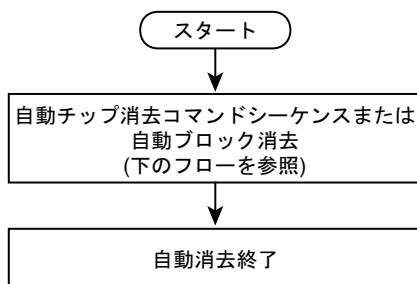 スタート
自動チップ消去コマンドシーケンスまたは
自動ブロック消去
(下のフローを参照)
自動消去終了